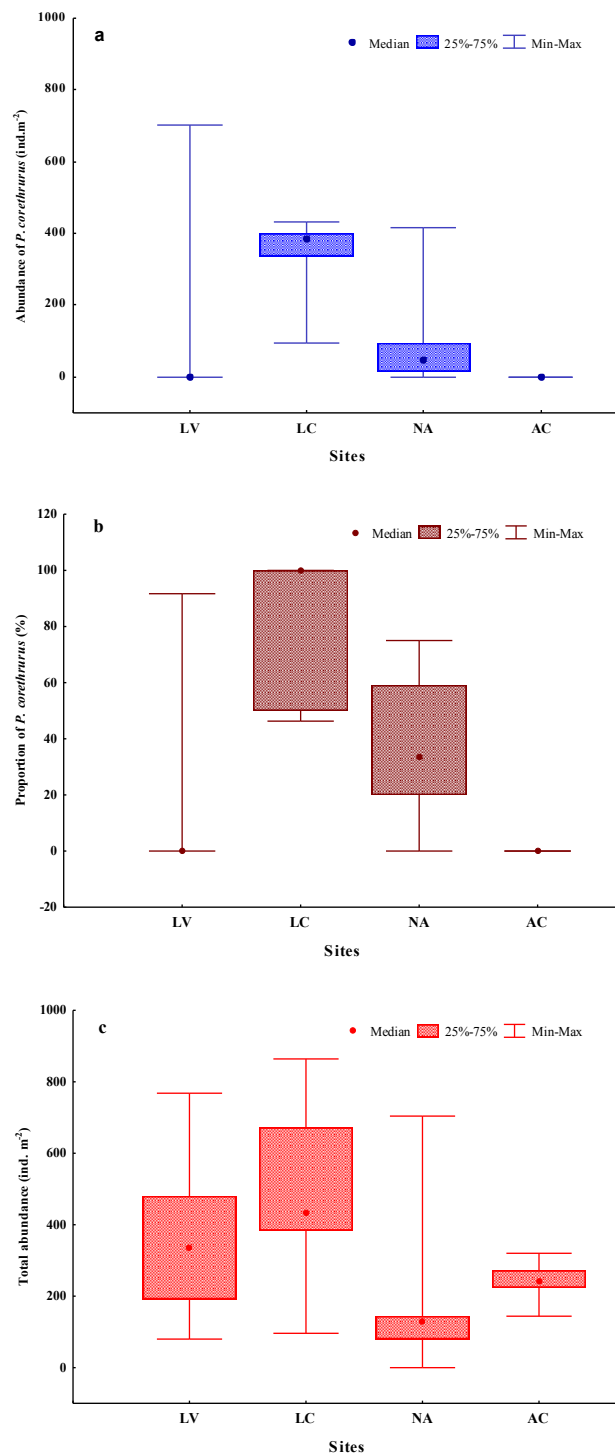 a
Median 25%-75% Min-Max
Abundance of P. corethrurus (ind.m-2)
1000
800
600
400
200
0
LV LC NA AC
Sites
b
Median 25%-75% Min-Max
Proportion of P. corethrurus (%)
120
100
80
60
40
20
0
-20
LV LC NA AC
Sites
c
Median 25%-75% Min-Max
Total abundance (ind. m-2)
1000
800
600
400
200
0
LV LC NA AC
Sites